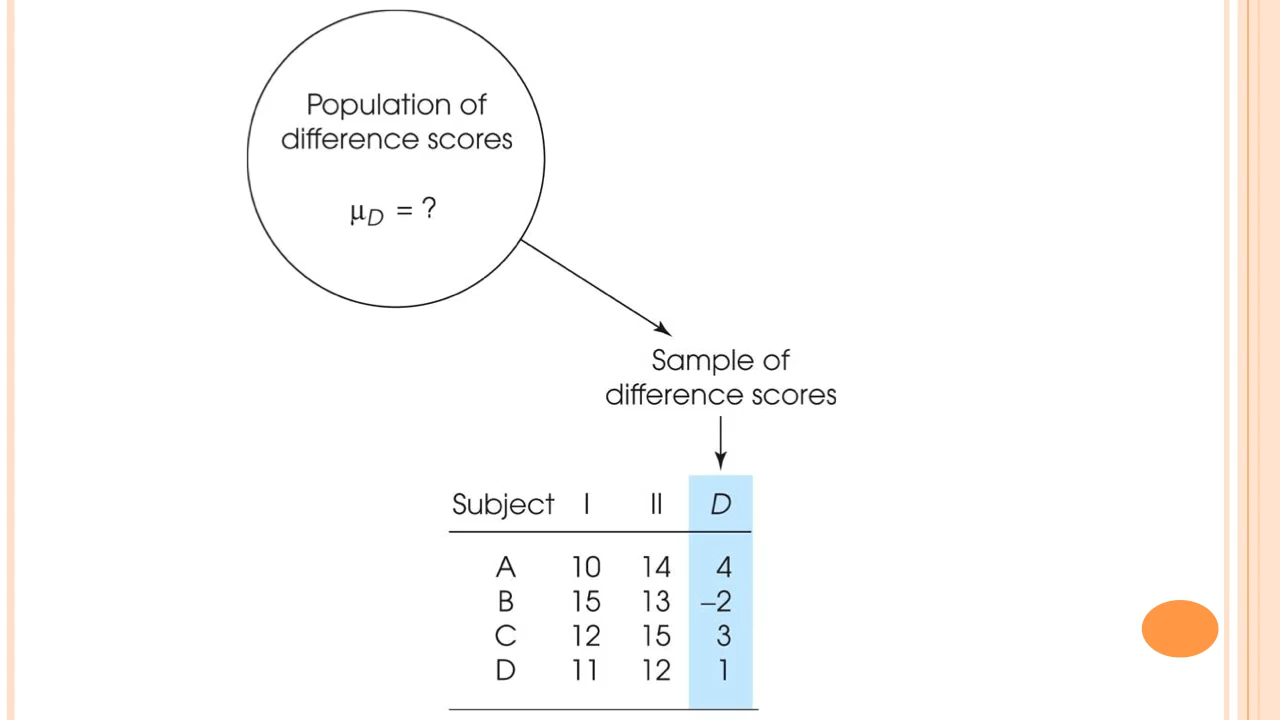 Population of
difference scores
μD = ?
Sample of
difference scores
Subject I II D
A 10 14 4
B 15 13 –2
C 12 15 3
D 11 12 1